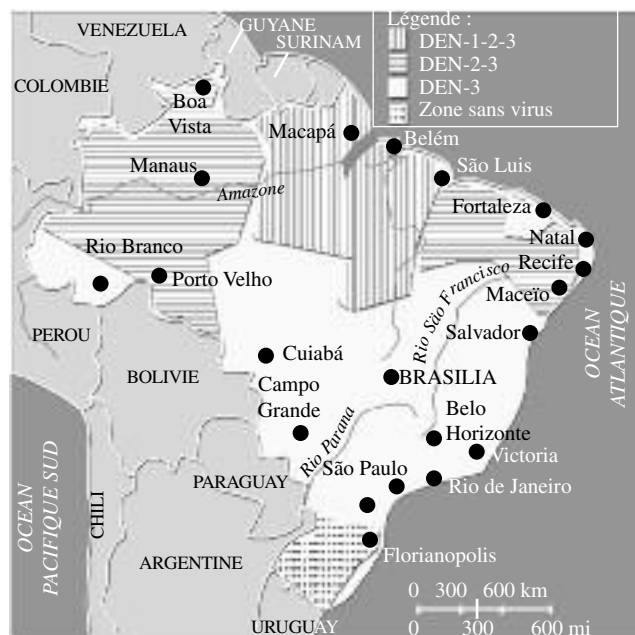 Légende :
DEN-1-2-3
DEN-2-3
DEN-3
Zone sans virus
VENEZUELA
GUYANE
SURINAM
COLOMBIE
Boa
Vista
Macapá
Belém
Manaus
Amazone
São Luis
Fortaleza
Natal
Rio Branco
Porto Velho
Recife
Maceïo
Rio São Francisco
PEROU
Salvador
OCEAN
ATLANTIQUE
BOLIVIE
Cuiabá
BRASILIA
Campo
Grande
Belo
Horizonte
Rio Parana
Victoria
São Paulo
Rio de Janeiro
PARAGUAY
OCEAN
PACIFIQUE SUD
CHILI
ARGENTINE
Florianopolis
URUGUAY
0 300 600 km
0 300 600 mi